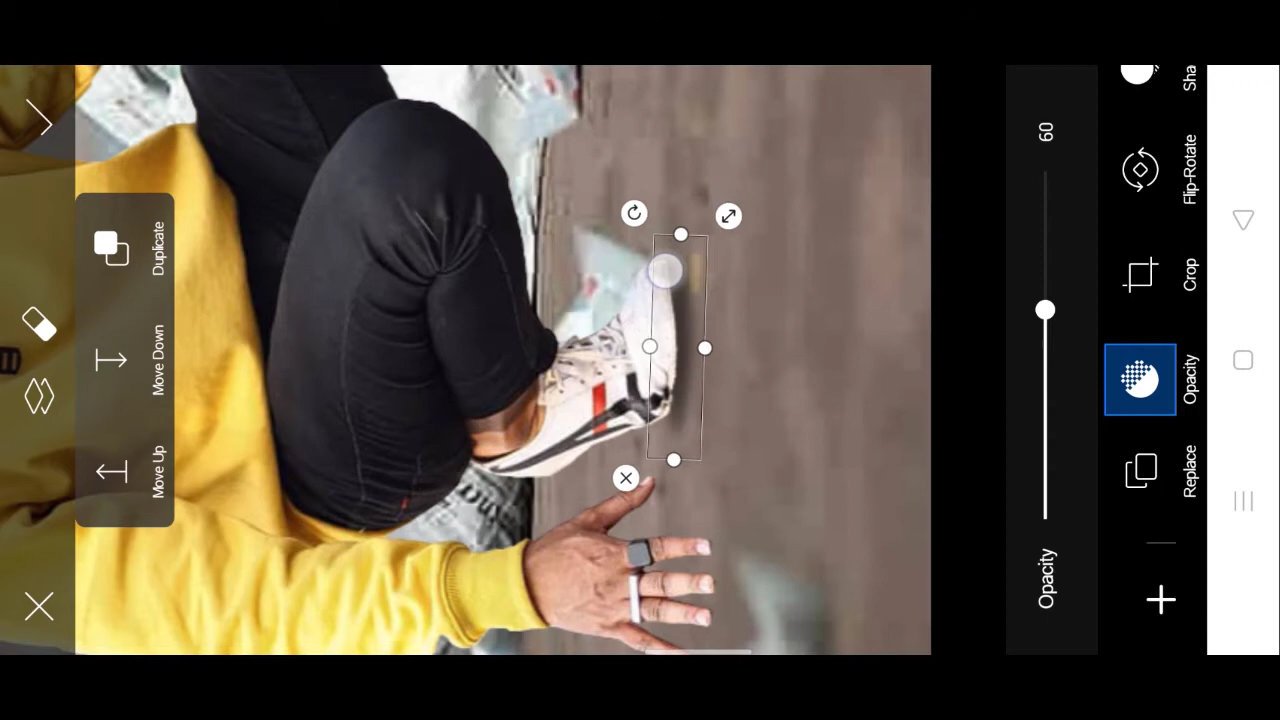 Move Up
Move Down
Duplicate
Opacity
60
Replace
Opacity
Crop
Flip-Rotate
Sha